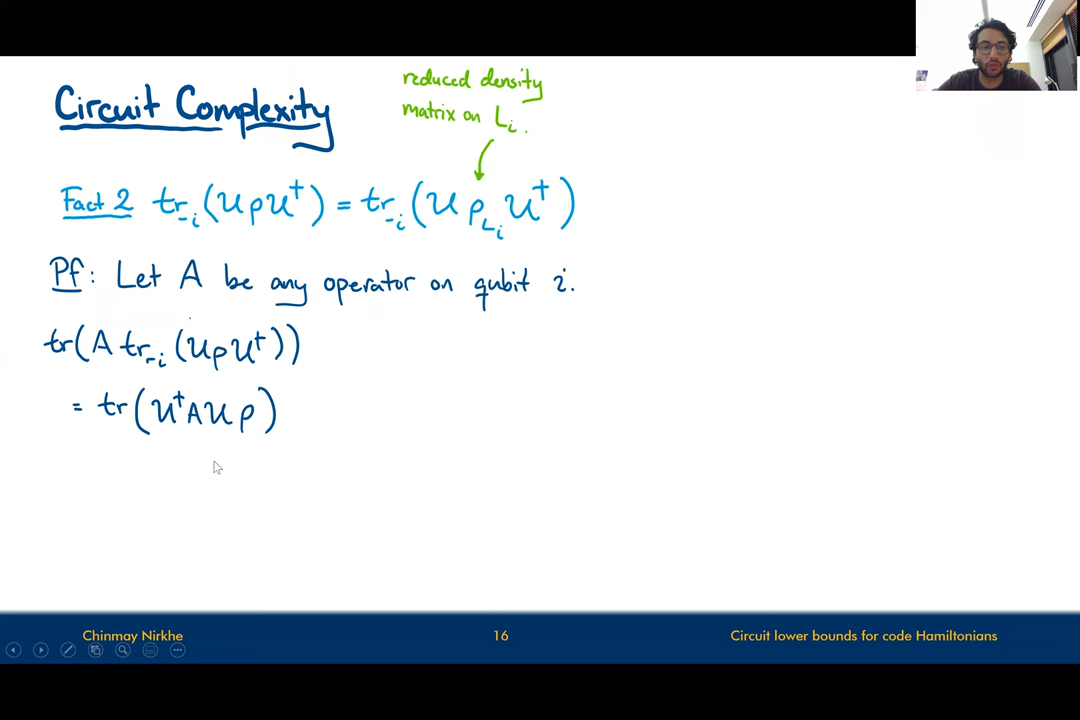 Circuit Complexity
reduced density
matrix on L_i.
Fact 2 tr_{-i}(UρU†) = tr_{-i}(U ρ_{L_i} U†)
Pf: Let A be any operator on qubit i.
tr(A tr_{-i}(UρU†))
= tr(U†AUρ)
Chinmay Nirkhe
16
Circuit lower bounds for code Hamiltonians